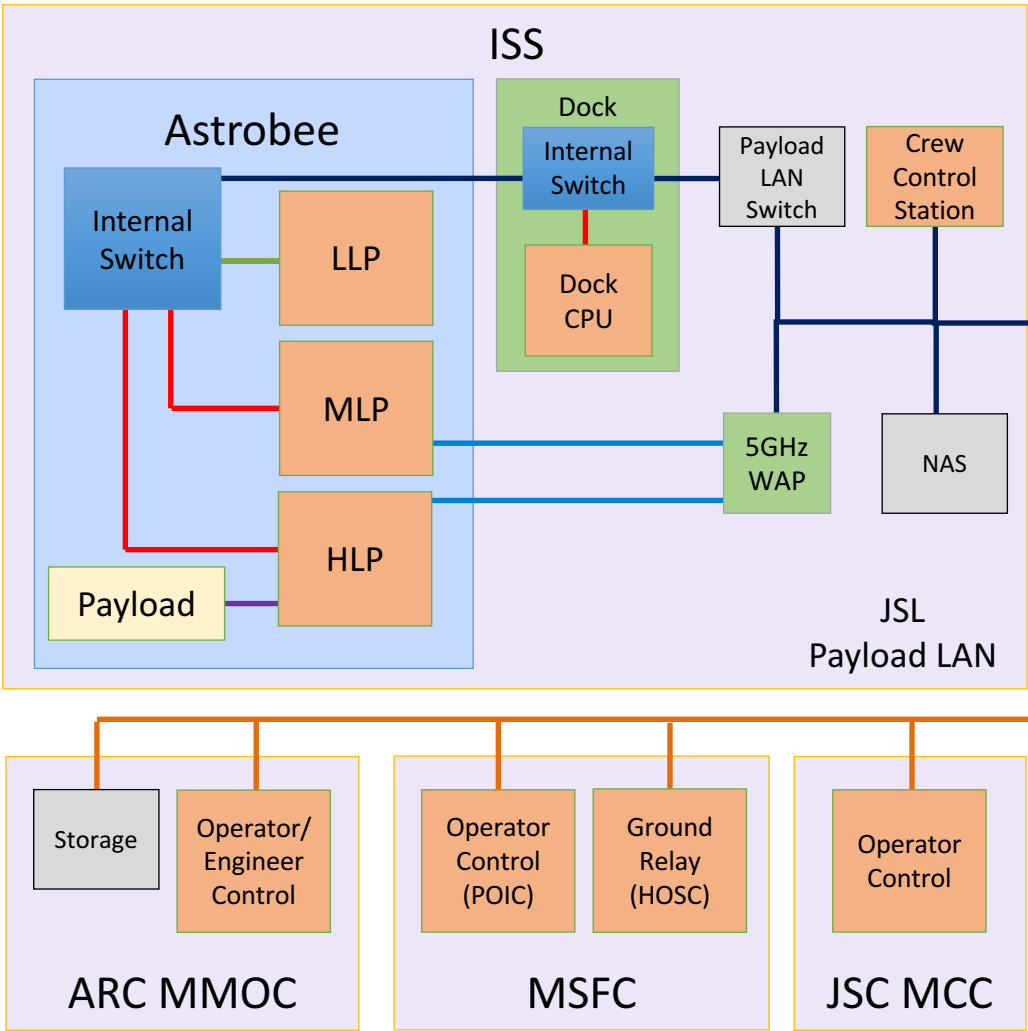 ISS
Astrobee
Internal
Switch
LLP
MLP
HLP
Payload
Dock
Internal
Switch
Dock
CPU
Payload
LAN
Switch
Crew
Control
Station
5GHz
WAP
NAS
JSL
Payload LAN
Storage
Operator/
Engineer
Control
ARC MMOC
Operator
Control
(POIC)
Ground
Relay
(HOSC)
MSFC
Operator
Control
JSC MCC